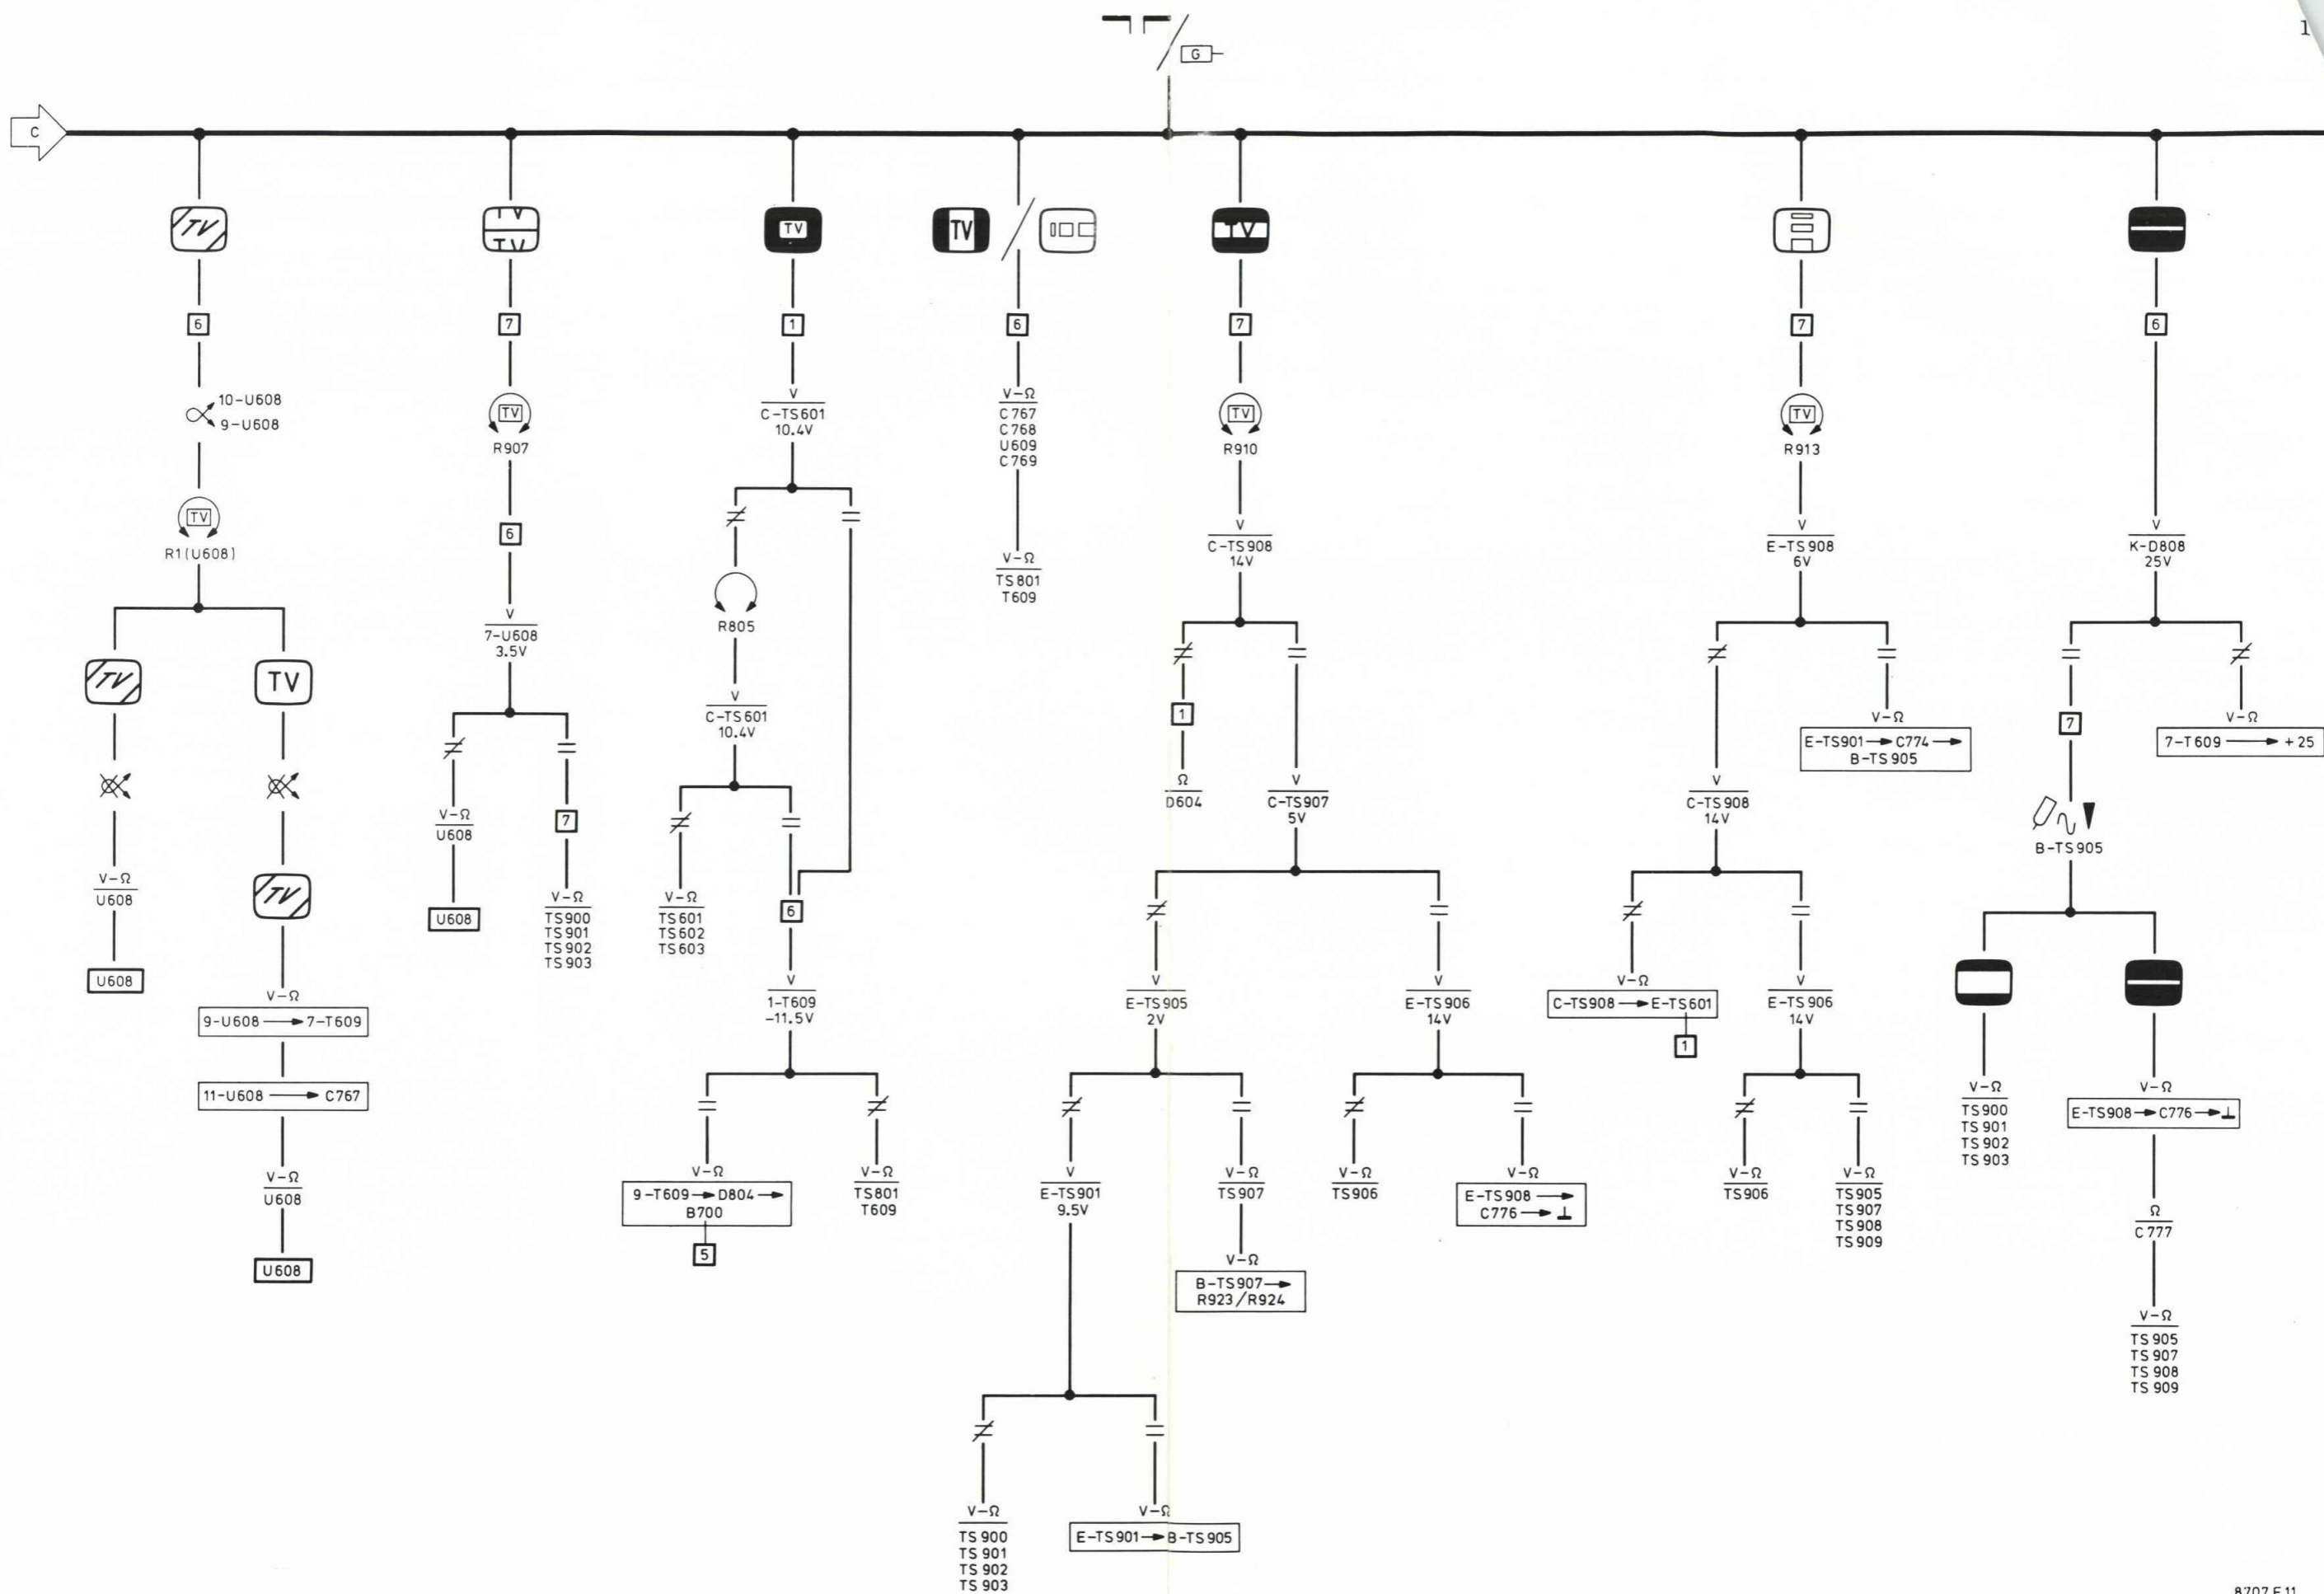 1
G
C
TV
6
10-U608
9-U608
TV
R1(U608)
TV
V-Ω
U608
U608
TV
TV
V-Ω
9-U608 → 7-T609
11-U608 → C767
V-Ω
U608
U608
TV
TV
7
TV
R907
6
V
7-U608
3.5V
V-Ω
U608
U608
7
V-Ω
TS900
TS901
TS902
TS903
TV
1
V
C-TS601
10.4V
R805
V
C-TS601
10.4V
V-Ω
TS601
TS602
TS603
6
V
1-T609
-11.5V
V-Ω
9-T609 → D804 →
B700
5
V-Ω
TS801
T609
TV
6
V-Ω
C767
C768
U609
C769
V-Ω
TS801
T609
TV
7
TV
R910
V
C-TS908
14V
1
Ω
D604
V
C-TS907
5V
V
E-TS905
2V
V
E-TS901
9.5V
V-Ω
TS900
TS901
TS902
TS903
V-Ω
E-TS901 → B-TS905
V-Ω
TS907
V-Ω
B-TS907 →
R923/R924
V
E-TS906
14V
V-Ω
TS906
V-Ω
E-TS908 →
C776 → ⊥
7
TV
R913
V
E-TS908
6V
V
C-TS908
14V
V-Ω
C-TS908 → E-TS601
1
V
E-TS906
14V
V-Ω
TS906
V-Ω
TS905
TS907
TS908
TS909
V-Ω
E-TS901 → C774 →
B-TS905
6
V
K-D808
25V
7
B-TS905
V-Ω
TS900
TS901
TS902
TS903
V-Ω
E-TS908 → C776 → ⊥
Ω
C777
V-Ω
TS905
TS907
TS908
TS909
V-Ω
7-T609 → +25
8707 E11